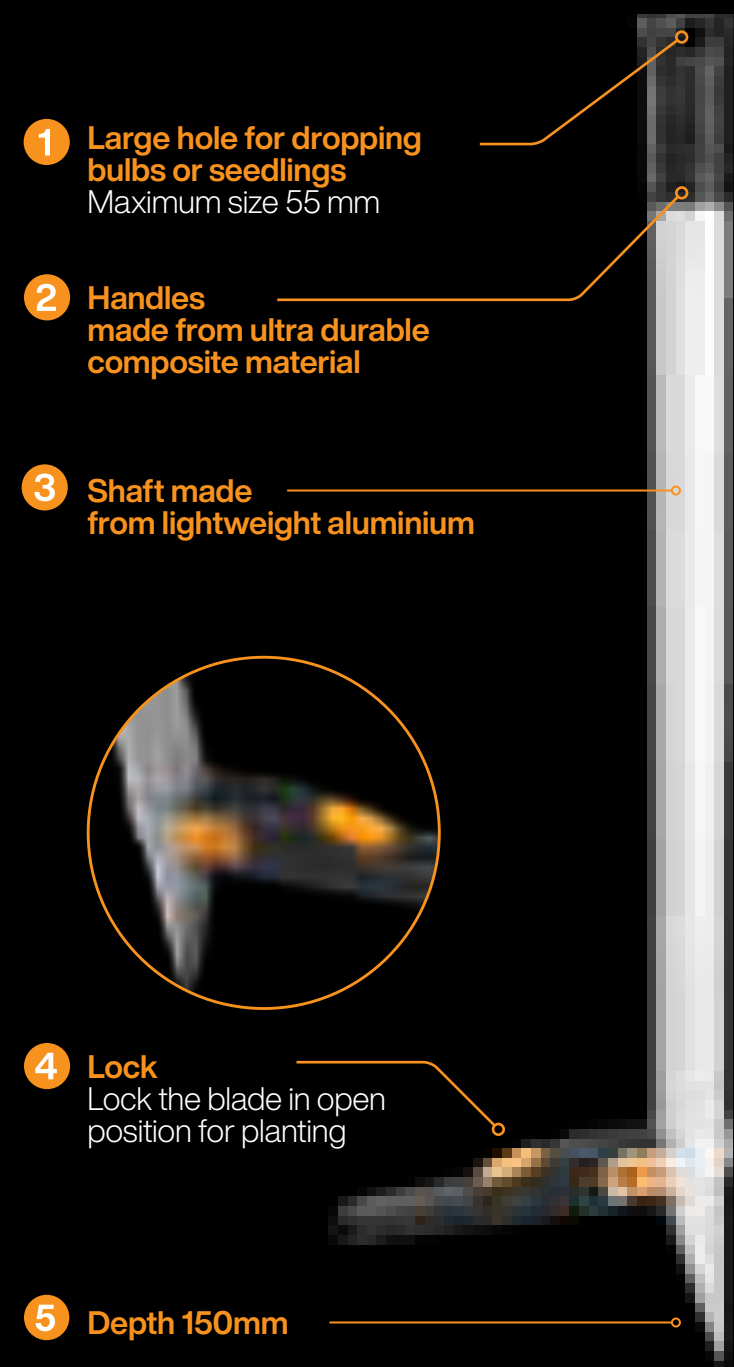 1 Large hole for dropping
bulbs or seedlings
Maximum size 55 mm
2 Handles
made from ultra durable
composite material
3 Shaft made
from lightweight aluminium
4 Lock
Lock the blade in open
position for planting
5 Depth 150mm